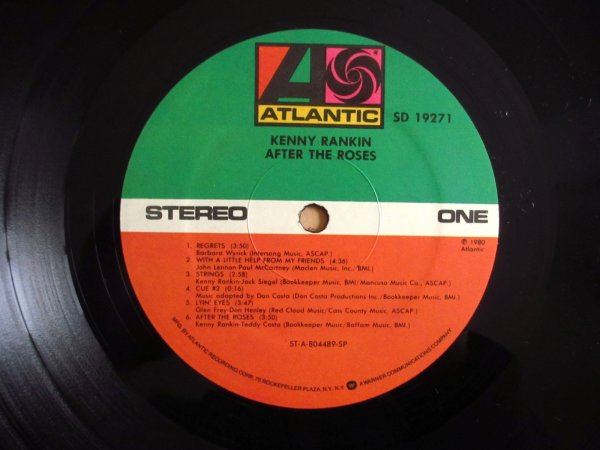 ATLANTIC
SD 19271
KENNY RANKIN
AFTER THE ROSES
STEREO
ONE
℗ 1980
Atlantic
1. REGRETS (3:50)
Barbara Wyrick (Intersong Music, ASCAP)
2. WITH A LITTLE HELP FROM MY FRIENDS (4:36)
John Lennon-Paul McCartney (Maclen Music, Inc., BMI.)
3. STRINGS (2:58)
Kenny Rankin-Jack Siegel (Bookkeeper Music, BMI/Mancuso Music Co., ASCAP.)
4. CUE #2 (0:16)
Music adapted by Don Costa (Don Costa Productions Inc./Bookkeeper Music, BMI.)
5. LYIN' EYES (3:47)
Glen Frey-Don Henley (Red Cloud Music/Cass County Music, ASCAP.)
6. AFTER THE ROSES (3:50)
Kenny Rankin-Teddy Costa (Bookkeeper Music/Baffam Music, BMI.)
ST-A-804489-SP
MFG. BY ATLANTIC RECORDING CORP., 75 ROCKEFELLER PLAZA, N.Y. N.Y. A WARNER COMMUNICATIONS COMPANY